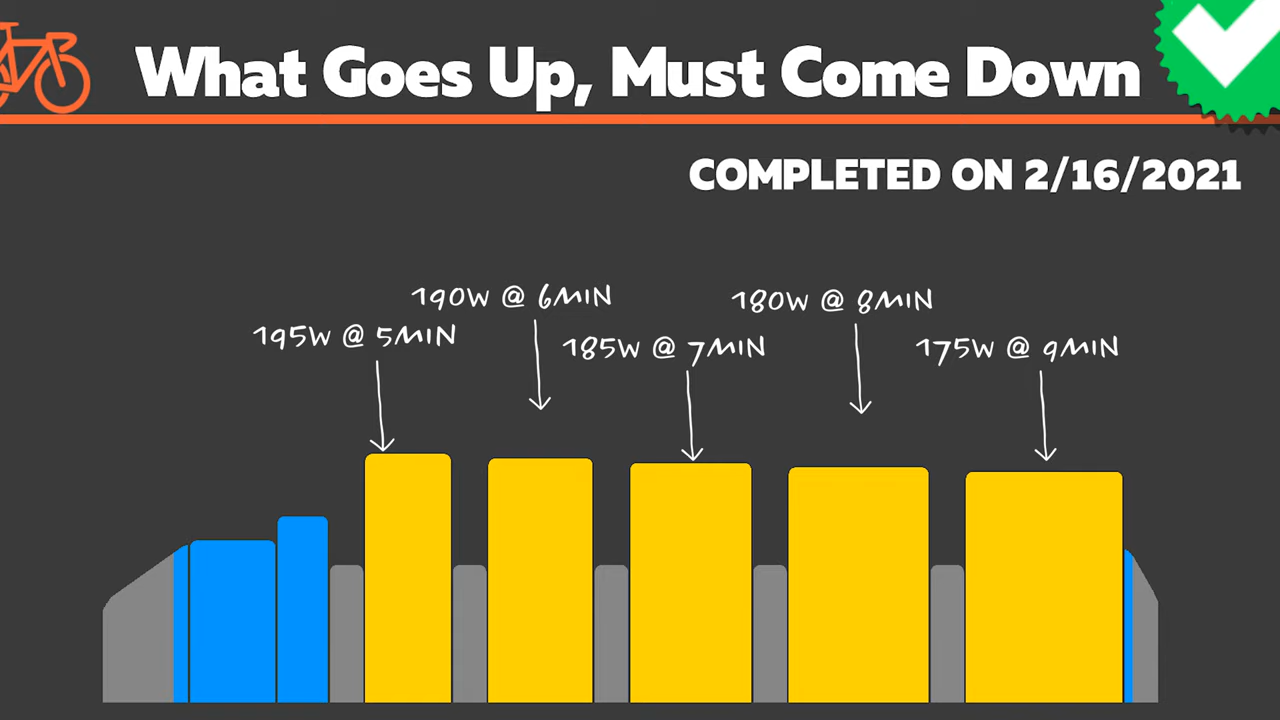 What Goes Up, Must Come Down
COMPLETED ON 2/16/2021
190W @ 6MIN
180W @ 8MIN
195W @ 5MIN
185W @ 7MIN
175W @ 9MIN